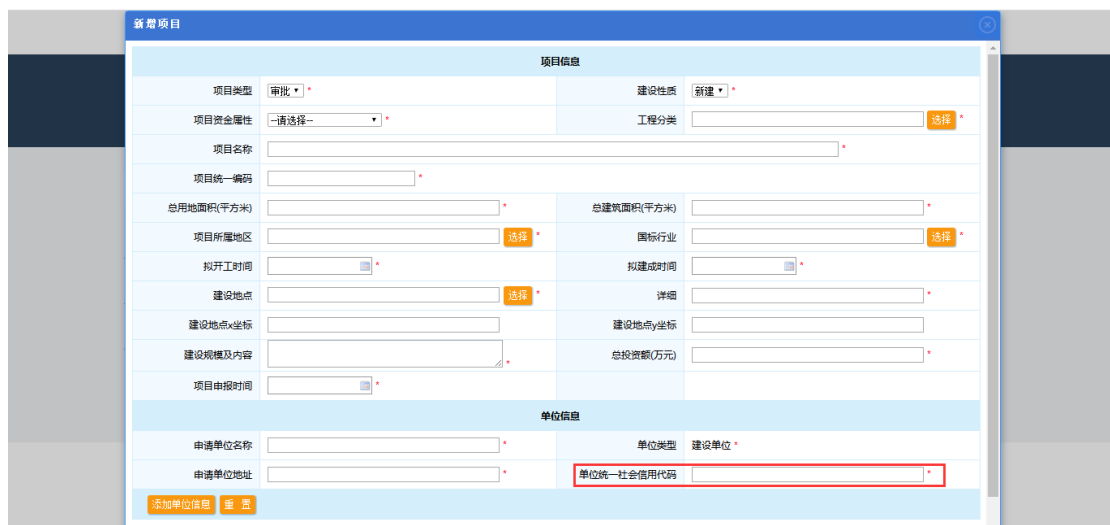 新增项目
项目信息
项目类型 审批 * 建设性质 新建 *
项目资金属性 --请选择-- * 工程分类 选择 *
项目名称 *
项目统一编码 *
总用地面积(平方米) * 总建筑面积(平方米) *
项目所属地区 选择 * 国标行业 选择 *
拟开工时间 * 拟建成时间 *
建设地点 选择 * 详细 *
建设地点x坐标 建设地点y坐标
建设规模及内容 * 总投资额(万元) *
项目申报时间 *
单位信息
申请单位名称 * 单位类型 建设单位 *
申请单位地址 * 单位统一社会信用代码 *
添加单位信息 重 置